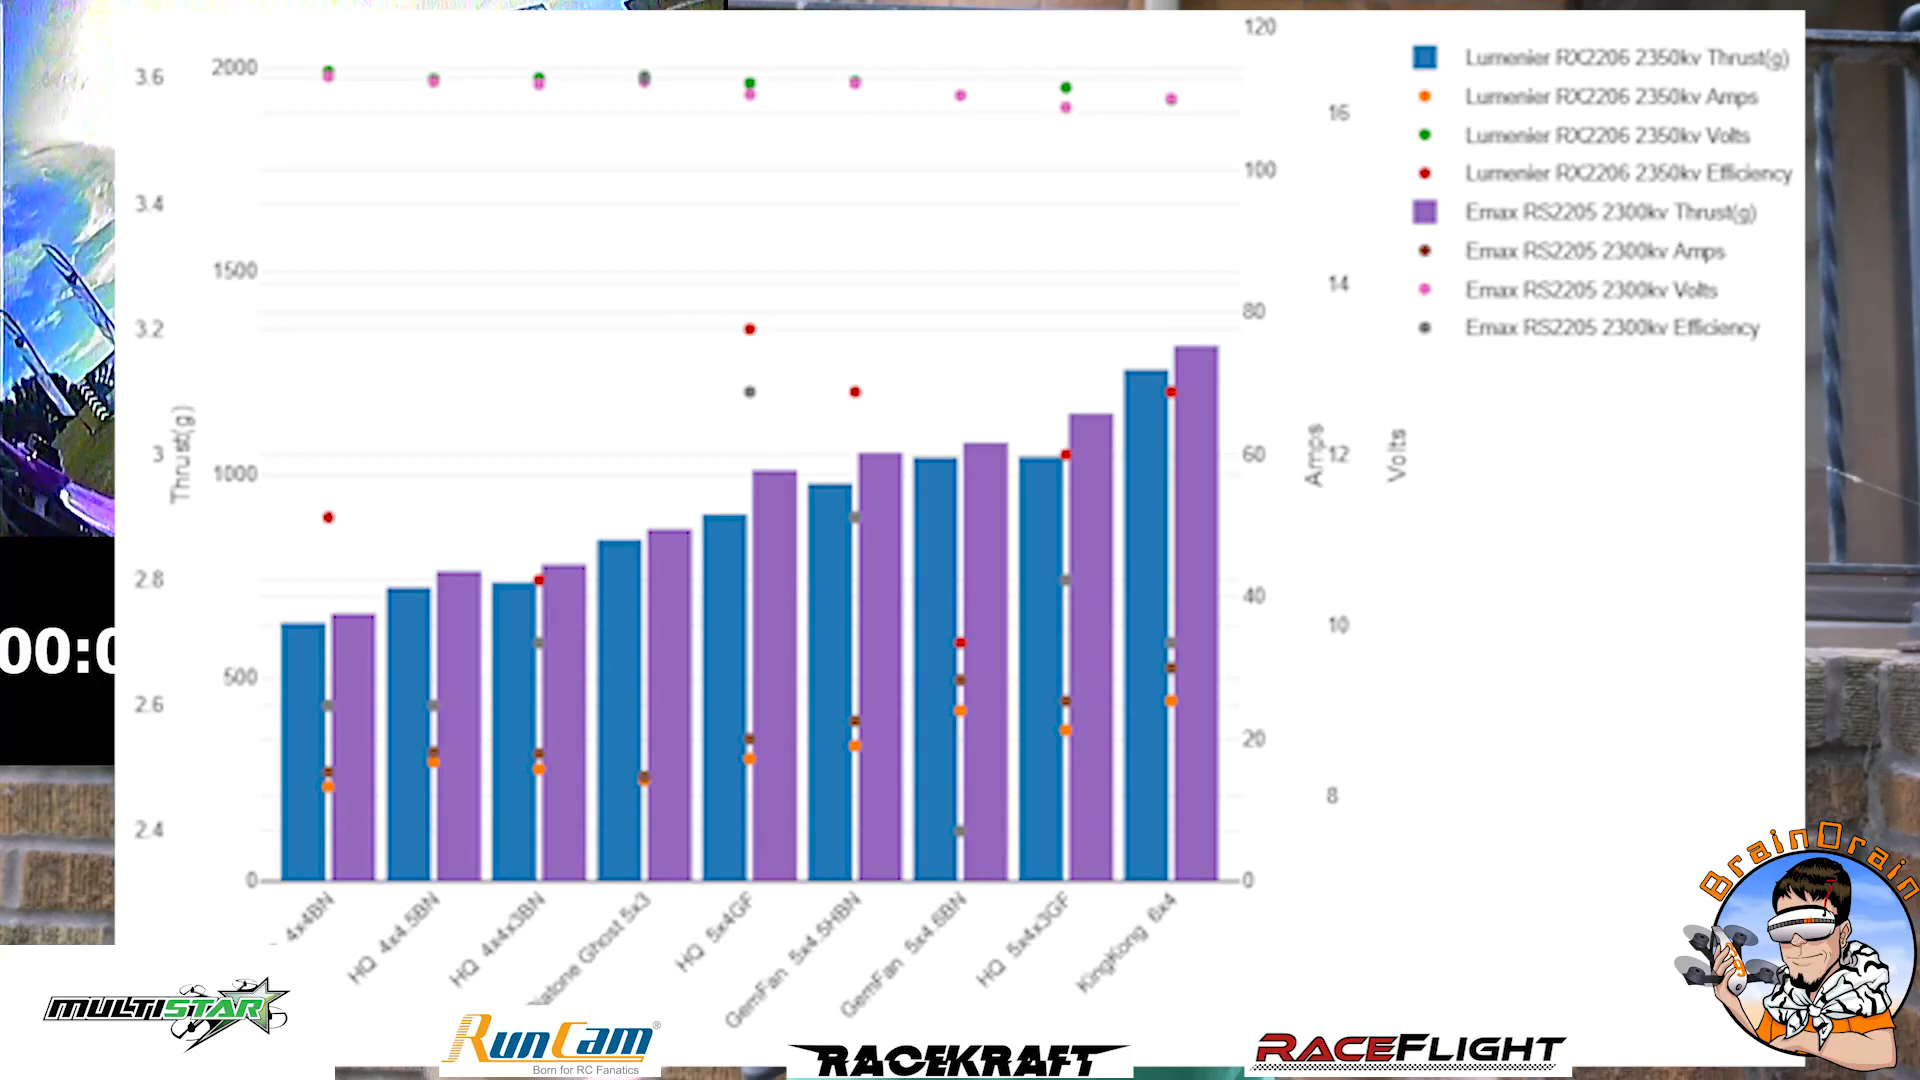 120
3.6
2000
16
100
3.4
1500
14
80
3.2
3
1000
60
12
Thrust(g)
Amps
Volts
2.8
40
10
500
2.6
20
8
2.4
0
0
Lumenier RX2206 2350kv Thrust(g)
Lumenier RX2206 2350kv Amps
Lumenier RX2206 2350kv Volts
Lumenier RX2206 2350kv Efficiency
Emax RS2205 2300kv Thrust(g)
Emax RS2205 2300kv Amps
Emax RS2205 2300kv Volts
Emax RS2205 2300kv Efficiency
00:0
4x4BN
HQ 4x4.5BN
HQ 4x4x3BN
Diatone Ghost 5x3
HQ 5x4GF
GemFan 5x4.5HBN
GemFan 5x4.6BN
HQ 5x4x3GF
KingKong 6x4
BrainDrain
MULTISTAR
RunCam®
Born for RC Fanatics
RACEKRAFT
RACEFLIGHT